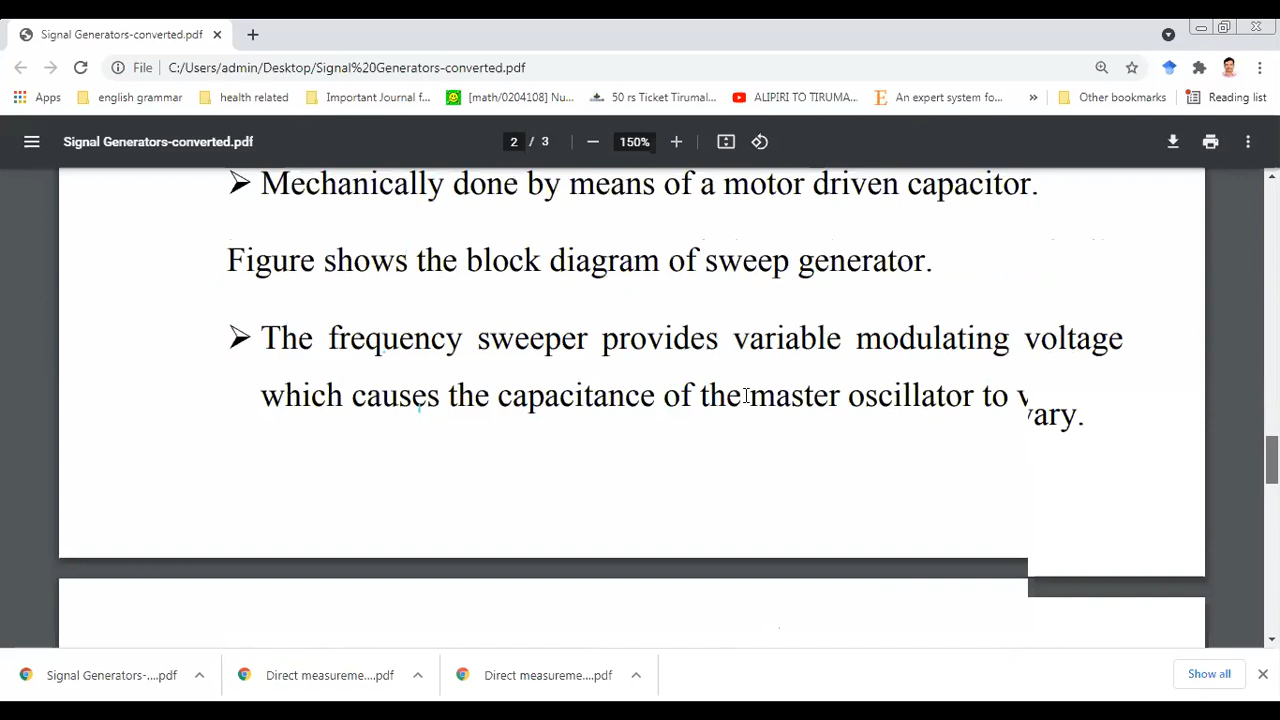 Signal Generators-converted.pdf
File C:/Users/admin/Desktop/Signal%20Generators-converted.pdf
Apps english grammar health related Important Journal f... [math/0204108] Nu... 50 rs Ticket Tirumal... ALIPIRI TO TIRUMA... An expert system fo... » Other bookmarks Reading list
Signal Generators-converted.pdf 2 / 3 150%
➢ Mechanically done by means of a motor driven capacitor.
Figure shows the block diagram of sweep generator.
➢ The frequency sweeper provides variable modulating voltage
which causes the capacitance of the master oscillator to vary.
Signal Generators-....pdf Direct measureme....pdf Direct measureme....pdf Show all